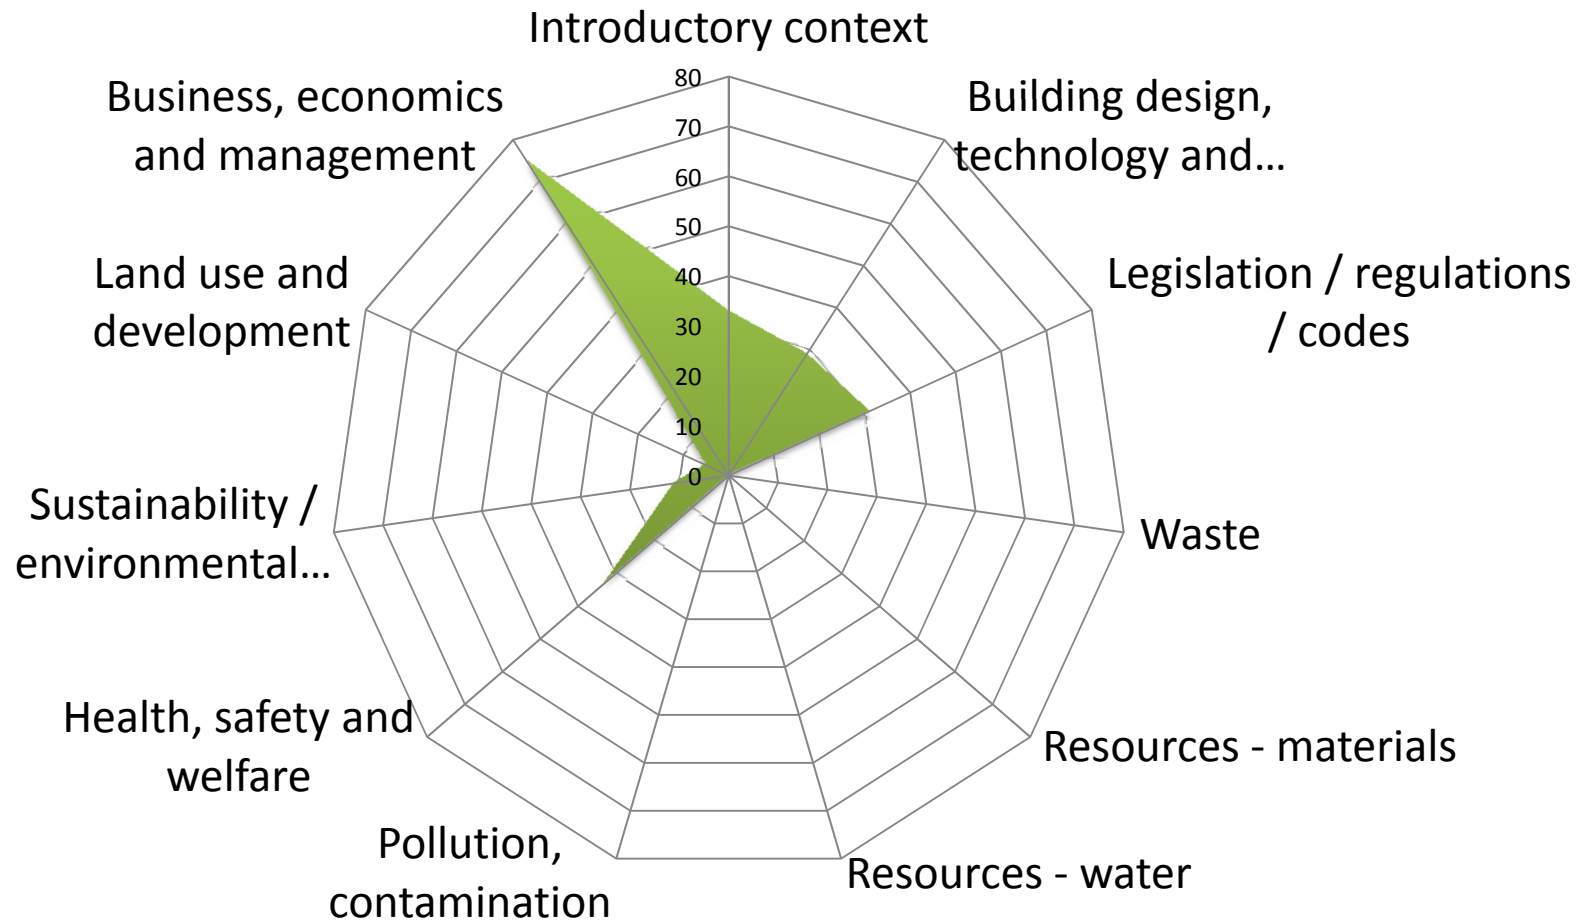 Introductory context
Building design,
technology and...
Legislation / regulations
/ codes
Waste
Resources - materials
Resources - water
Pollution,
contamination
Health, safety and
welfare
Sustainability /
environmental...
Land use and
development
Business, economics
and management
80
70
60
50
40
30
20
10
0